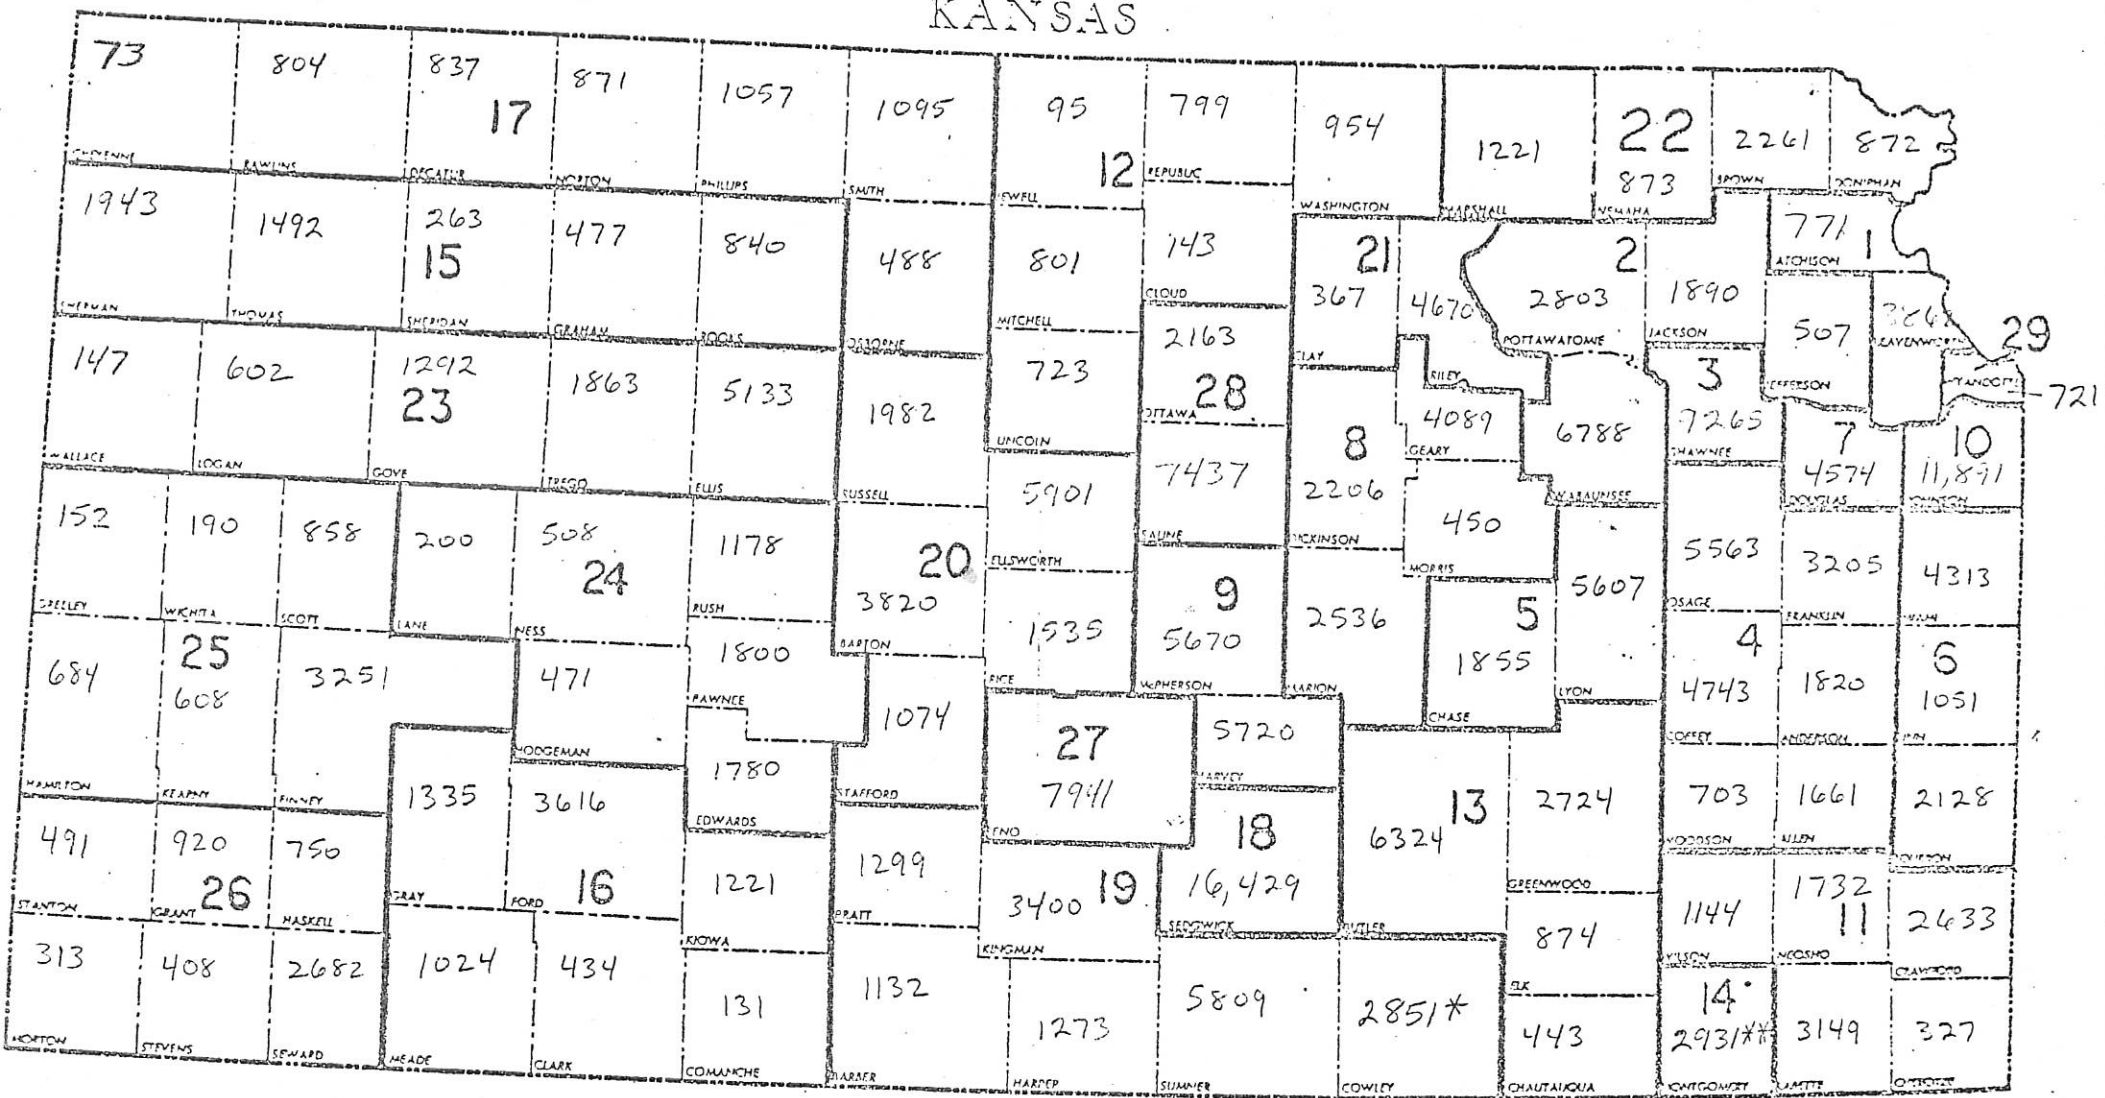 KANSAS
73 804 837 871 1057 1095 95 799 954 1221 22 2261 872
17 12 873
CHEYENNE RAWLINS DECATUR NORTON PHILLIPS SMITH JEWELL REPUBLIC WASHINGTON MARSHALL NEMAHA BROWN DONIPHAN
1943 1492 263 477 840 488 801 143 21 4670 2 1890 771 1
15 367 2803 507 29
SHERMAN THOMAS SHERIDAN GRAHAM ROOKS OSBORNE MITCHELL CLOUD CLAY RILEY POTTAWATOMIE JACKSON ATCHISON JEFFERSON LEAVENWORTH WYANDOTTE 721
147 602 1292 1863 5133 1982 723 2163 8 4089 6788 3 7 10
23 28 2206 7265 4574 11,891
WALLACE LOGAN GOVE TREGO ELLIS RUSSELL LINCOLN OTTAWA DICKINSON GEARY WABAUNSEE SHAWNEE DOUGLAS JOHNSON
152 190 858 200 508 1178 20 5901 7437 450 5607 5563 3205 4313
24 3820
GREELEY WICHITA SCOTT LANE NESS RUSH BARTON ELLSWORTH SALINE MORRIS LYON OSAGE FRANKLIN MIAMI
684 25 3251 471 1800 1074 1535 9 2536 5 4 1820 6
608 5670 1855 4743 1051
HAMILTON KEARNY FINNEY HODGEMAN PAWNEE STAFFORD RICE McPHERSON MARION CHASE COFFEY ANDERSON LINN
1335 3616 1780 27 5720 13 2724 703 1661 2128
7941 6324
GRAY FORD EDWARDS RENO HARVEY BUTLER GREENWOOD WOODSON ALLEN BOURBON
491 920 750 16 1221 1299 3400 19 18 874 1144 1732 2633
26 16,429 11
STANTON GRANT HASKELL KIOWA PRATT KINGMAN SEDGWICK ELK WILSON NEOSHO CRAWFORD
313 408 2682 1024 434 131 1132 1273 5809 2851* 443 14 3149 327
2931**
MORTON STEVENS SEWARD MEADE CLARK COMANCHE BARBER HARPER SUMNER COWLEY CHAUTAUQUA MONTGOMERY LABETTE CHEROKEE